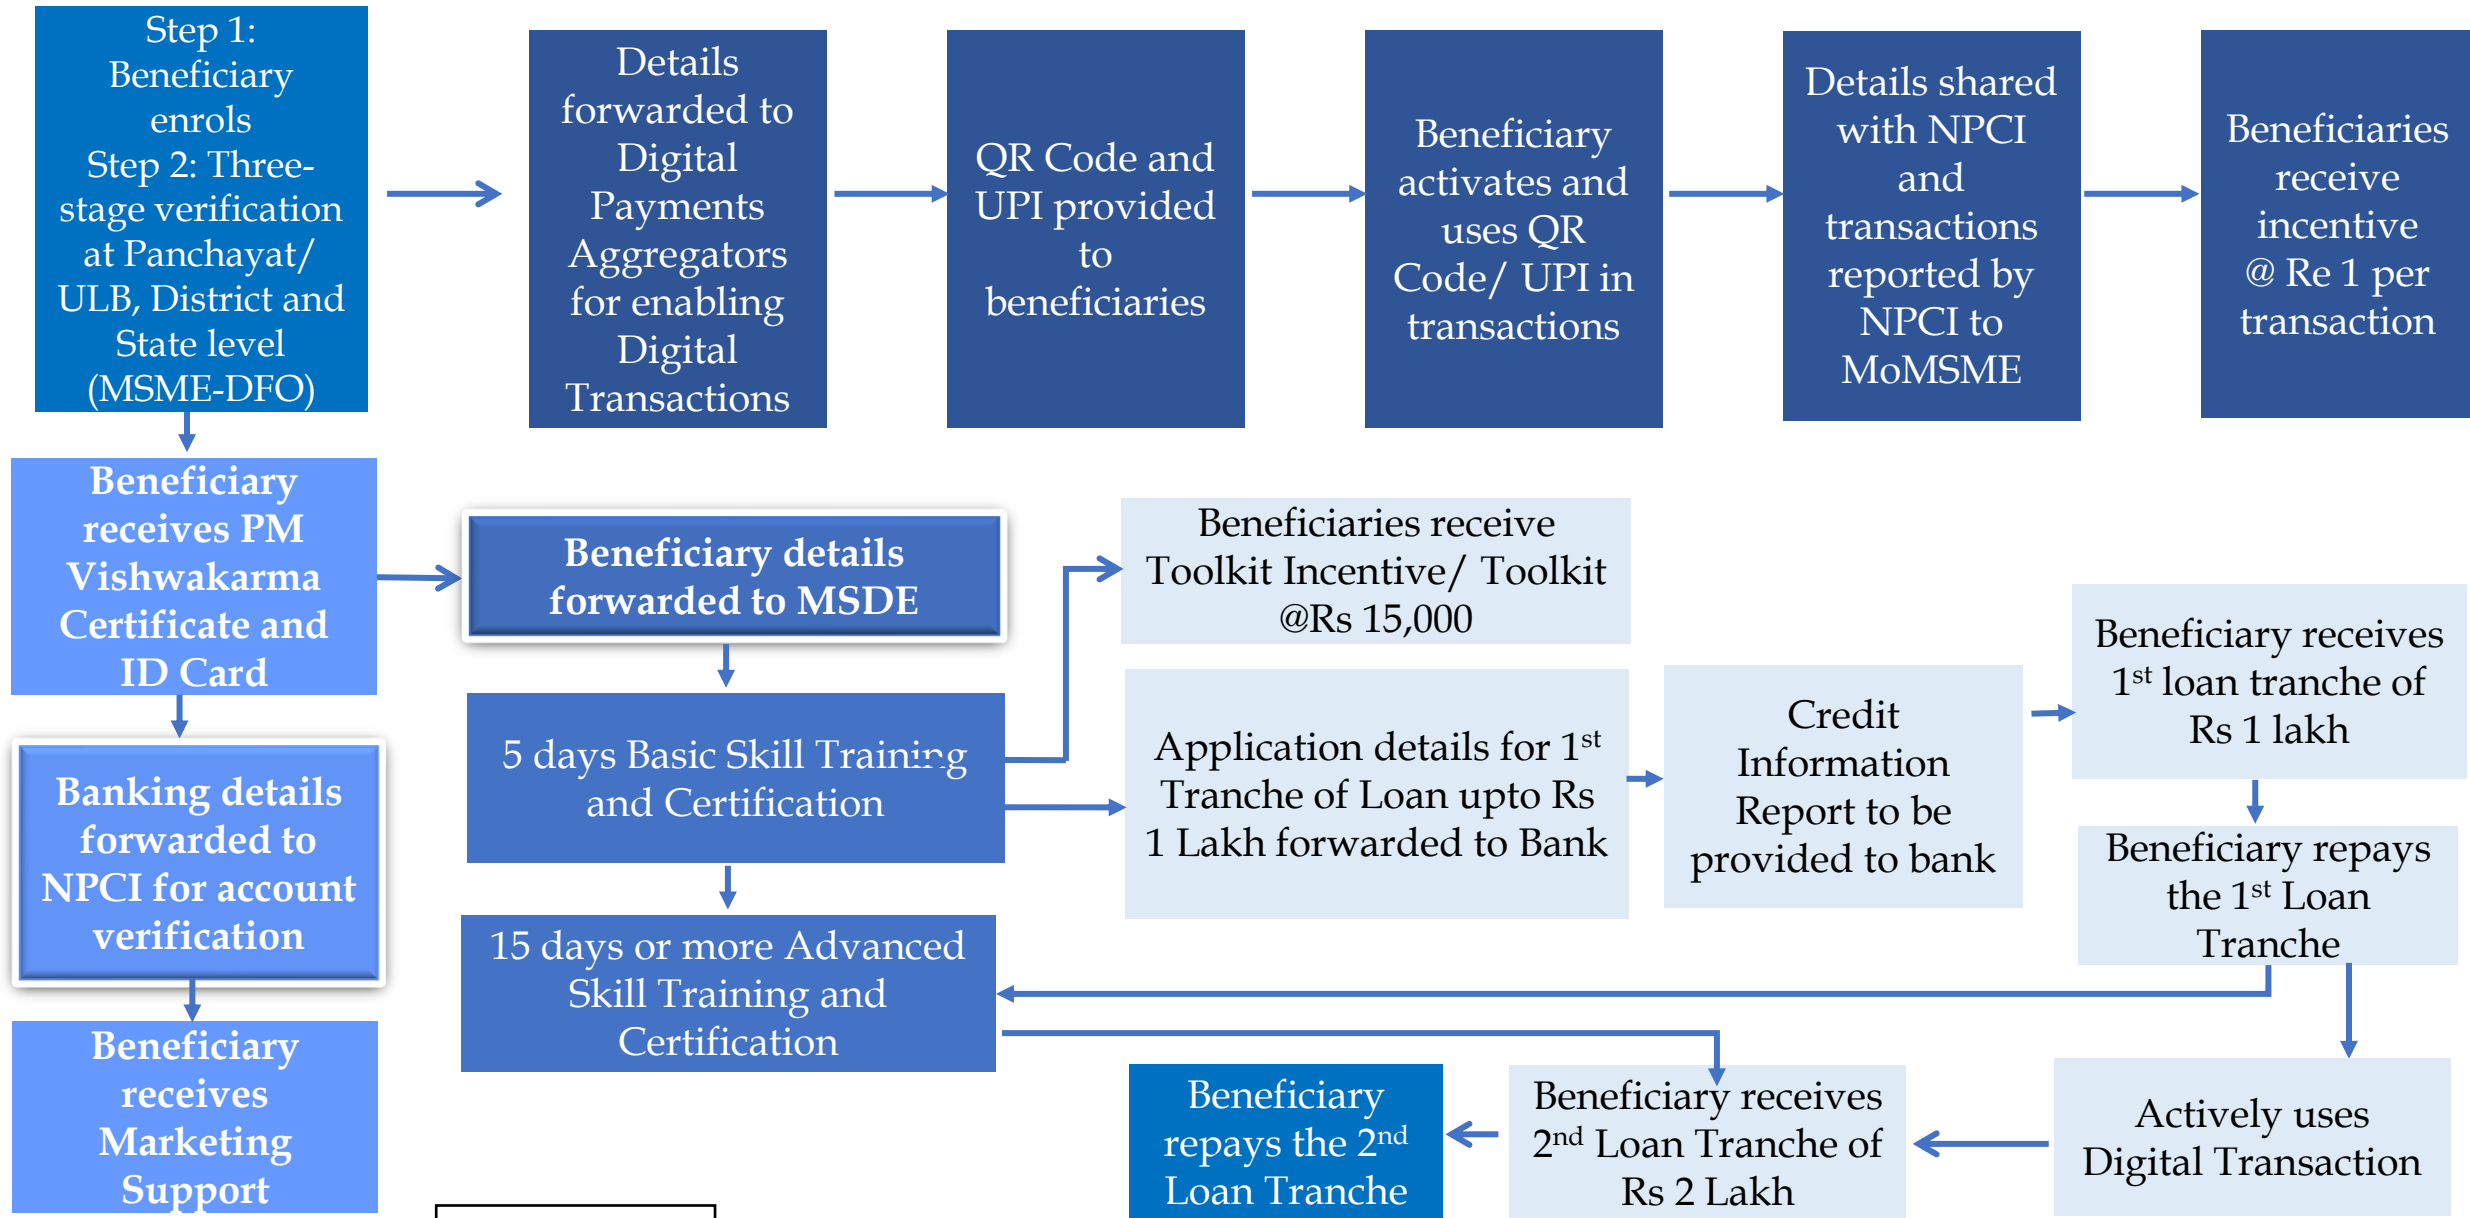 Step 1:
Beneficiary
enrols
Step 2: Three-
stage verification
at Panchayat/
ULB, District and
State level
(MSME-DFO)
Details
forwarded to
Digital
Payments
Aggregators
for enabling
Digital
Transactions
QR Code and
UPI provided
to
beneficiaries
Beneficiary
activates and
uses QR
Code/ UPI in
transactions
Details shared
with NPCI
and
transactions
reported by
NPCI to
MoMSME
Beneficiaries
receive
incentive
@ Re 1 per
transaction
Beneficiary
receives PM
Vishwakarma
Certificate and
ID Card
Beneficiary details
forwarded to MSDE
Beneficiaries receive
Toolkit Incentive/ Toolkit
@Rs 15,000
Banking details
forwarded to
NPCI for account
verification
5 days Basic Skill Training
and Certification
Application details for 1st
Tranche of Loan upto Rs
1 Lakh forwarded to Bank
Credit
Information
Report to be
provided to bank
Beneficiary receives
1st loan tranche of
Rs 1 lakh
Beneficiary repays
the 1st Loan
Tranche
15 days or more Advanced
Skill Training and
Certification
Beneficiary
receives
Marketing
Support
Beneficiary
repays the 2nd
Loan Tranche
Beneficiary receives
2nd Loan Tranche of
Rs 2 Lakh
Actively uses
Digital Transaction